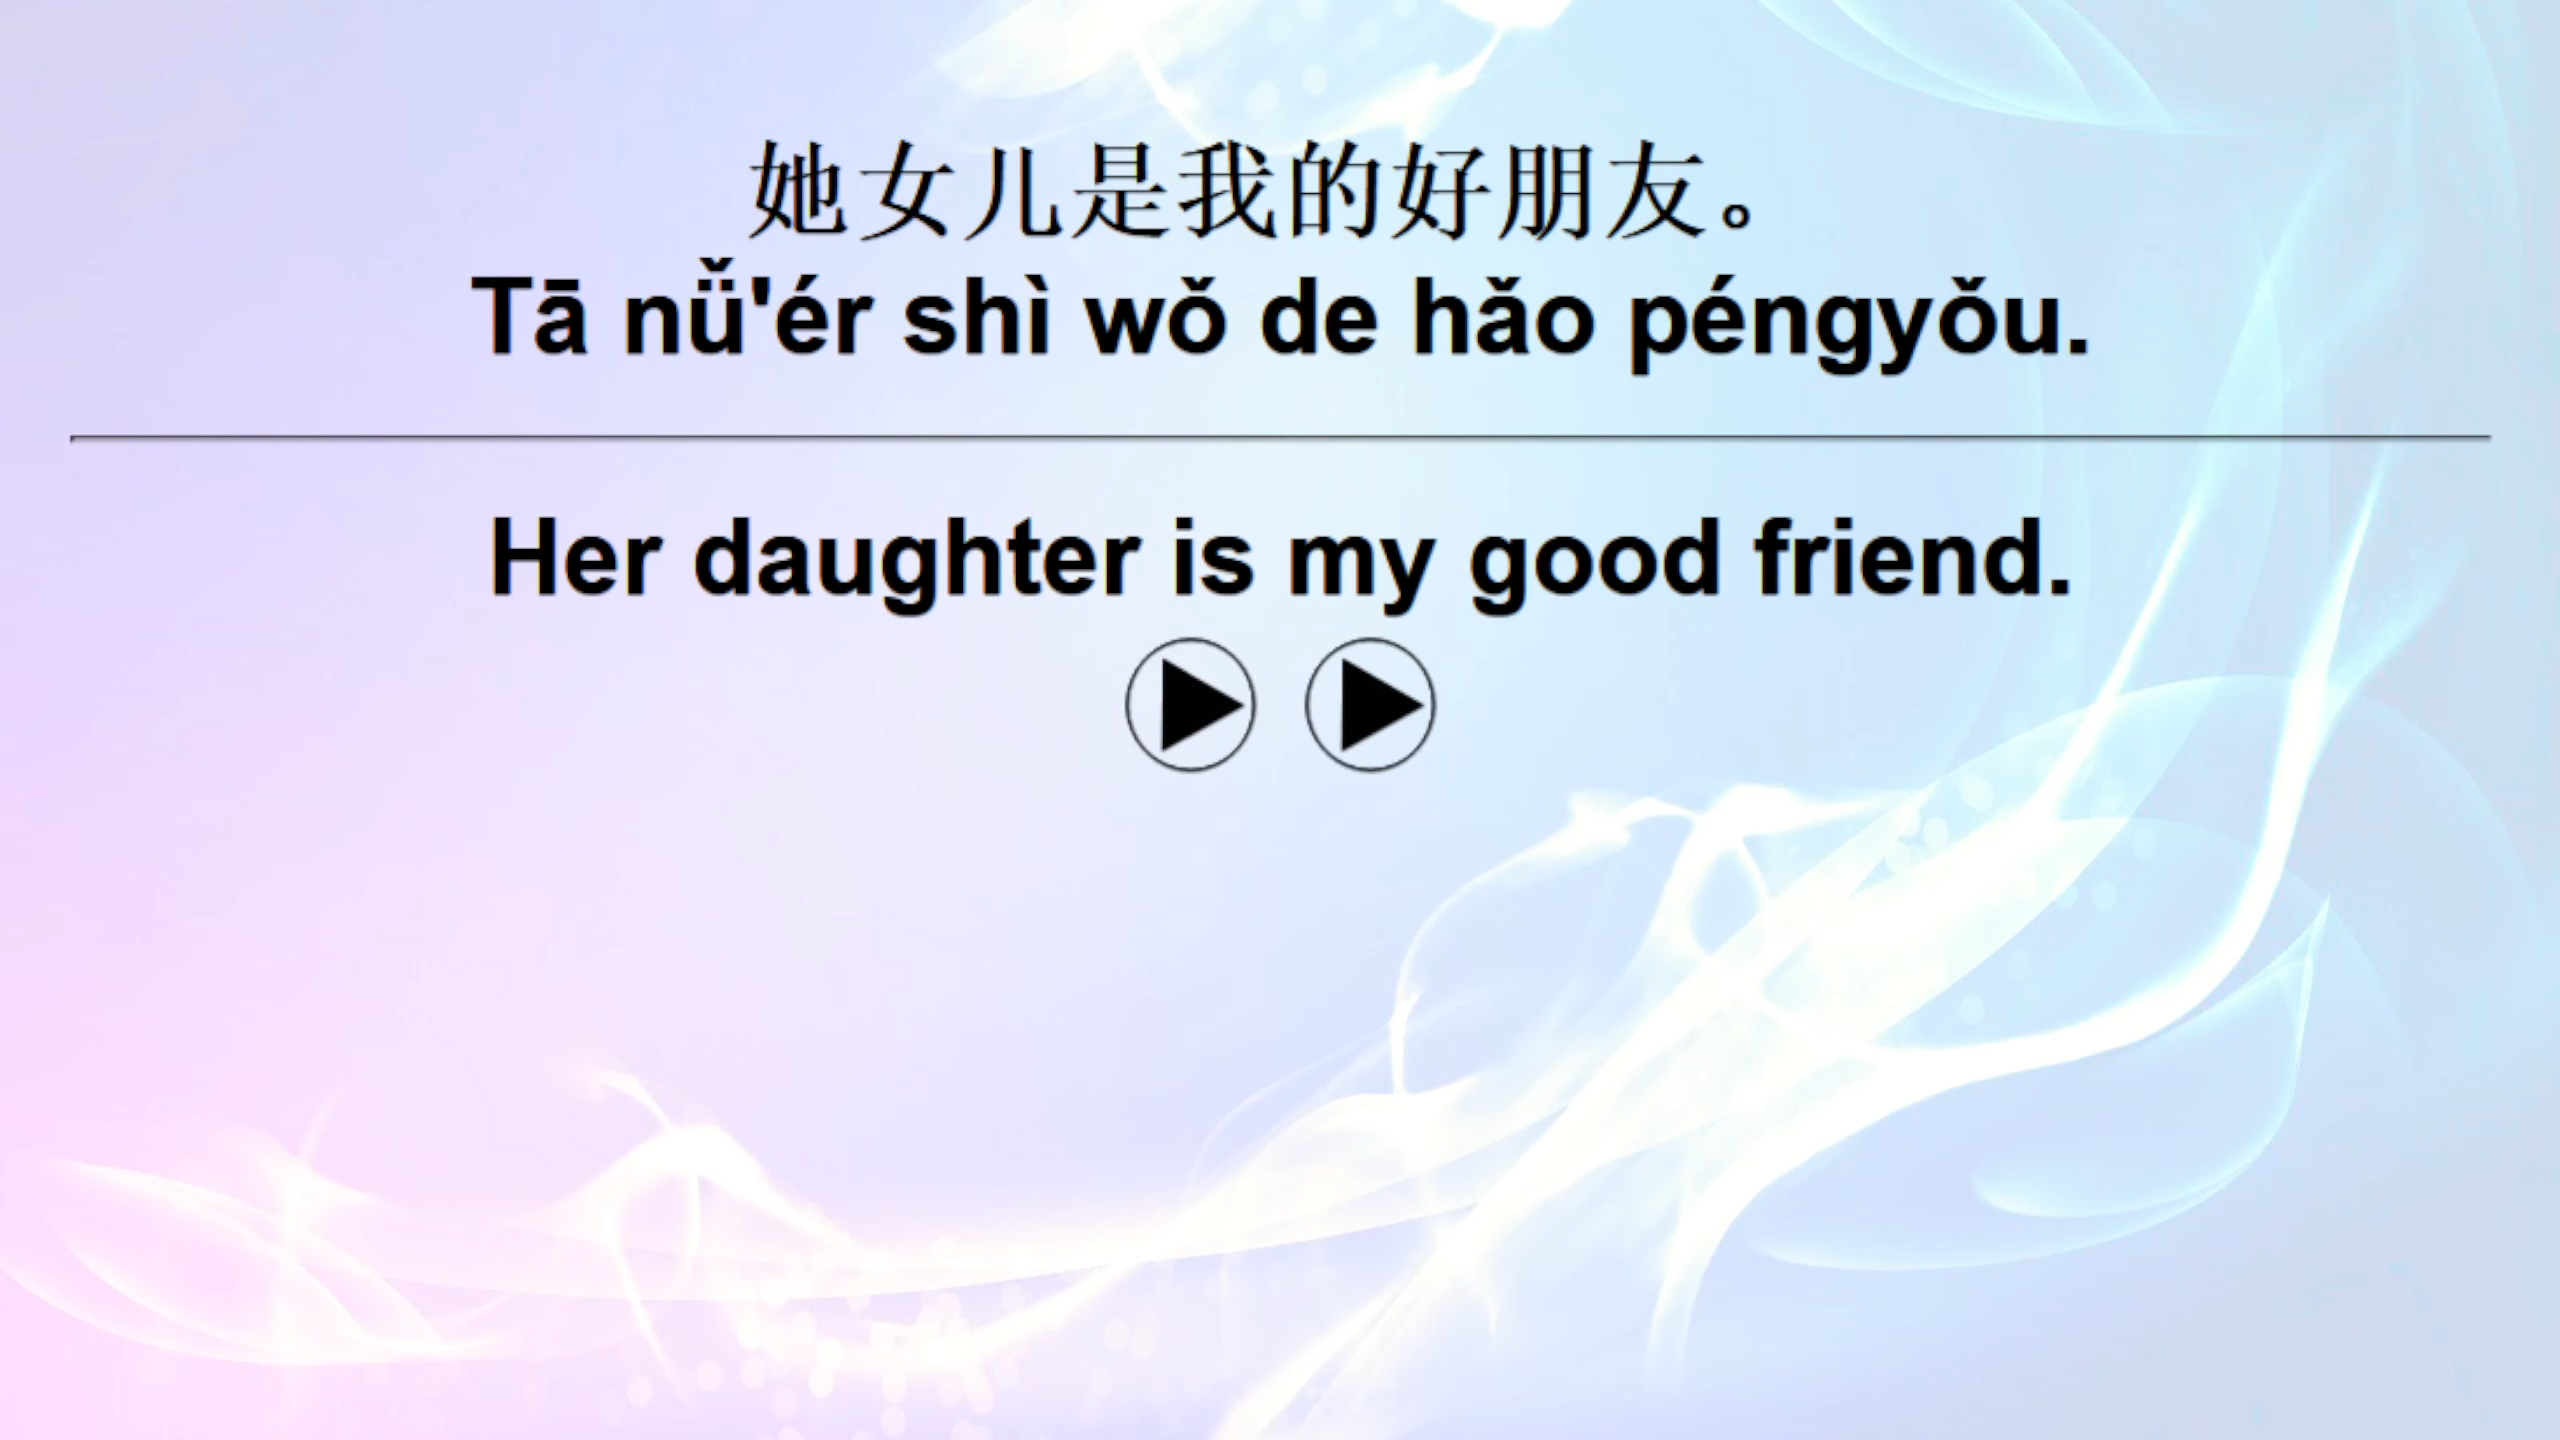 她女儿是我的好朋友。
Tā nǚ'ér shì wǒ de hǎo péngyǒu.
Her daughter is my good friend.